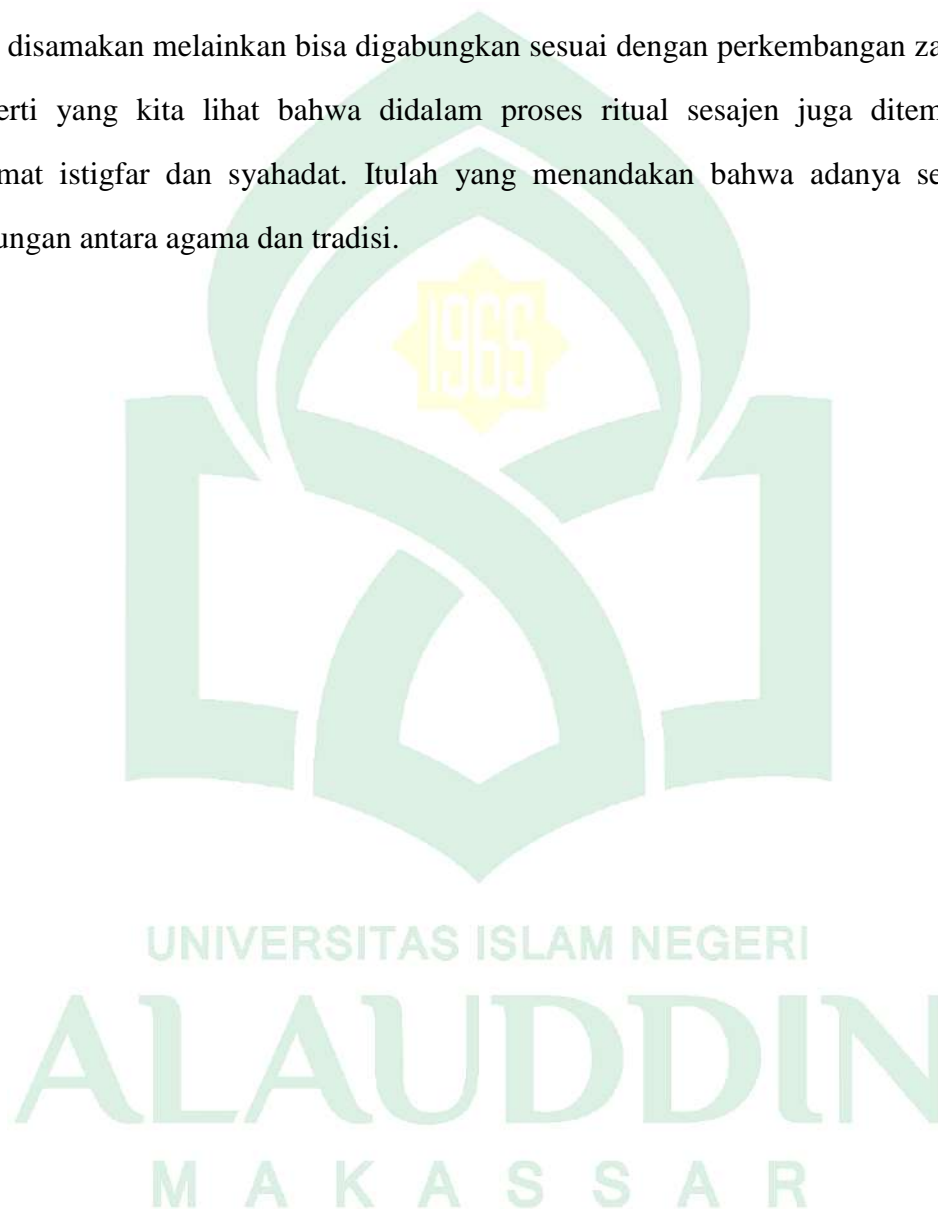 disamakan melainkan bisa digabungkan sesuai dengan perkembangan za
erti yang kita lihat bahwa didalam proses ritual sesajen juga ditem
mat istigfar dan syahadat. Itulah yang menandakan bahwa adanya se
ungan antara agama dan tradisi.
1965
UNIVERSITAS ISLAM NEGERI
ALAUDDIN
MAKASSAR